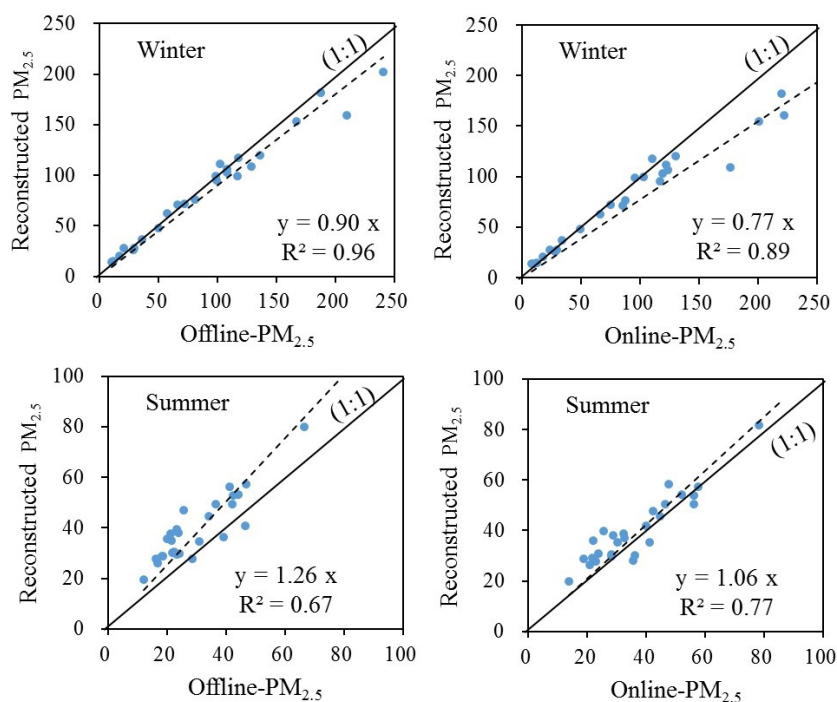 250
200
150
100
50
0
Reconstructed PM2.5
Winter
(1:1)
y = 0.90 x
R² = 0.96
0 50 100 150 200 250
Offline-PM2.5
250
200
150
100
50
0
Reconstructed PM2.5
Winter
(1:1)
y = 0.77 x
R² = 0.89
0 50 100 150 200 250
Online-PM2.5
100
80
60
40
20
0
Reconstructed PM2.5
Summer
(1:1)
y = 1.26 x
R² = 0.67
0 20 40 60 80 100
Offline-PM2.5
100
80
60
40
20
0
Reconstructed PM2.5
Summer
(1:1)
y = 1.06 x
R² = 0.77
0 20 40 60 80 100
Online-PM2.5